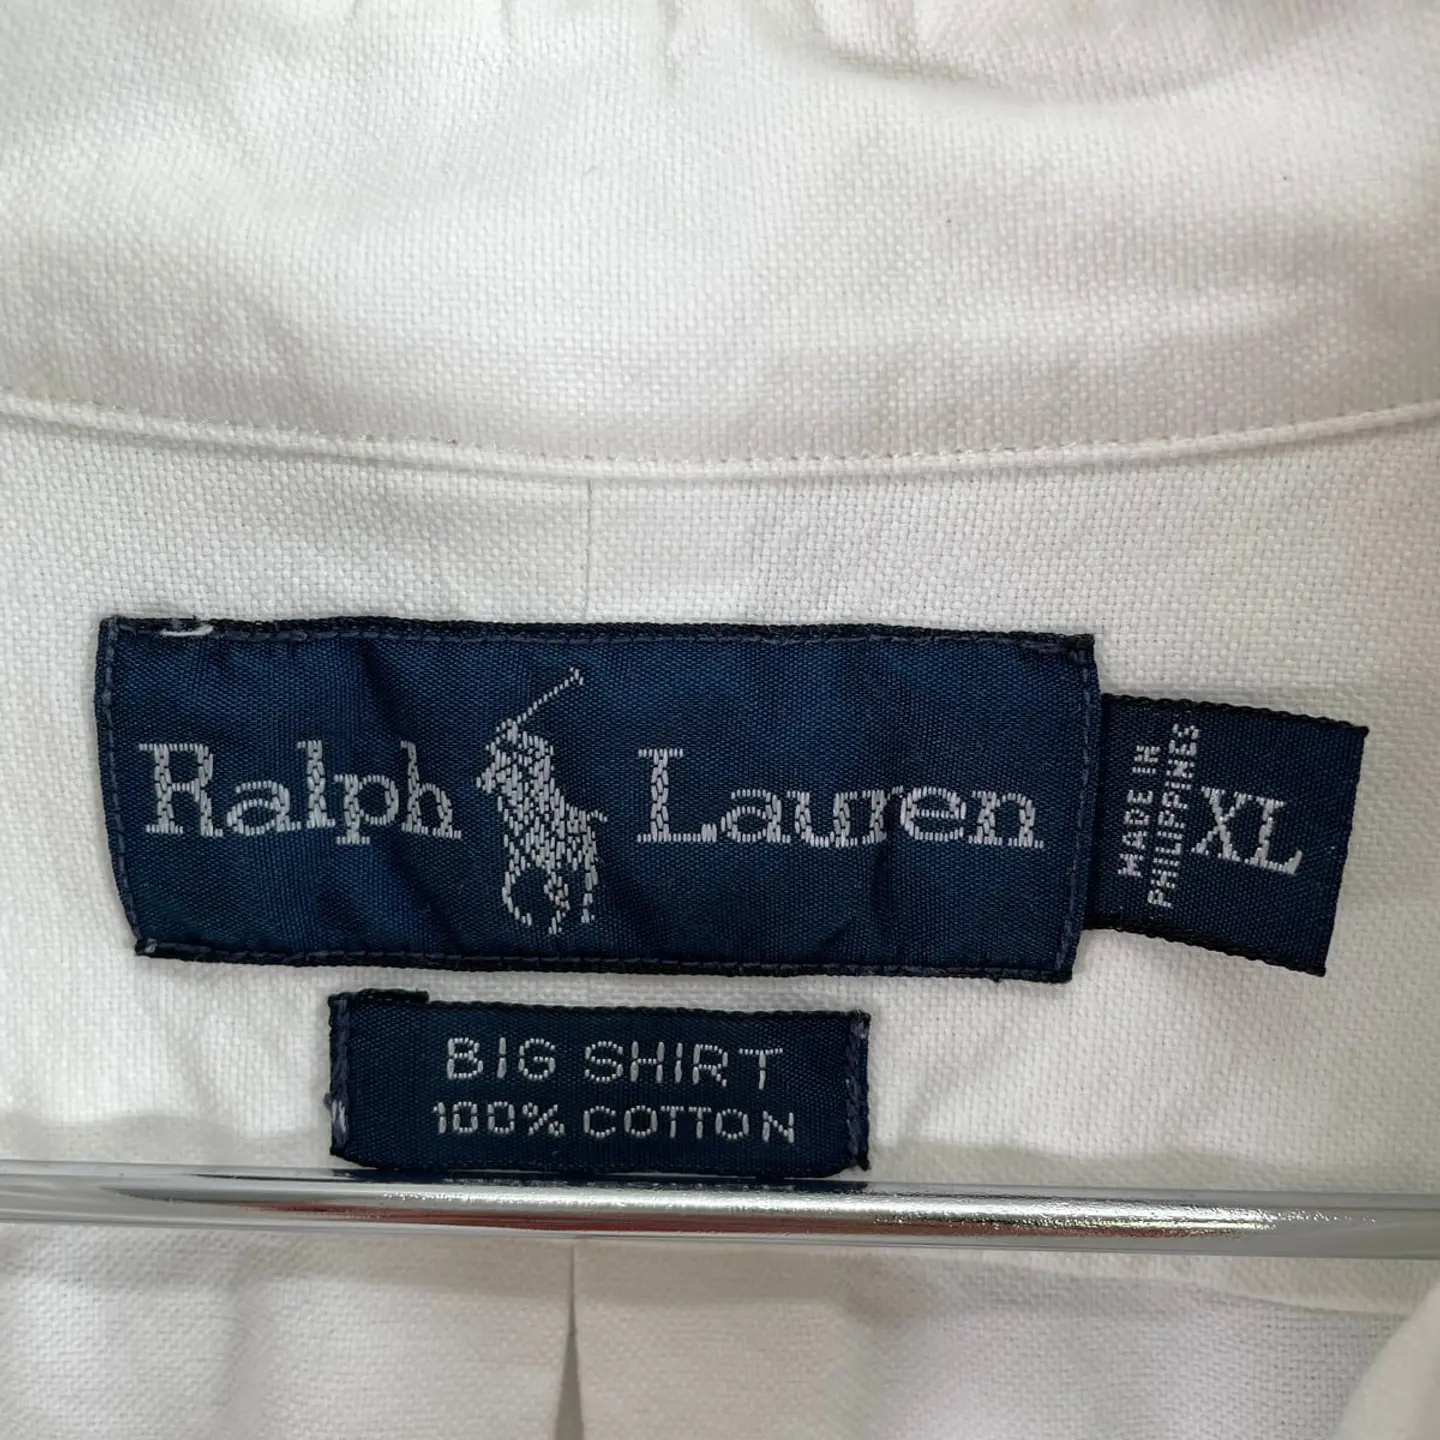 Ralph Lauren
MADE IN
PHILIPPINES
XL
BIG SHIRT
100% COTTON